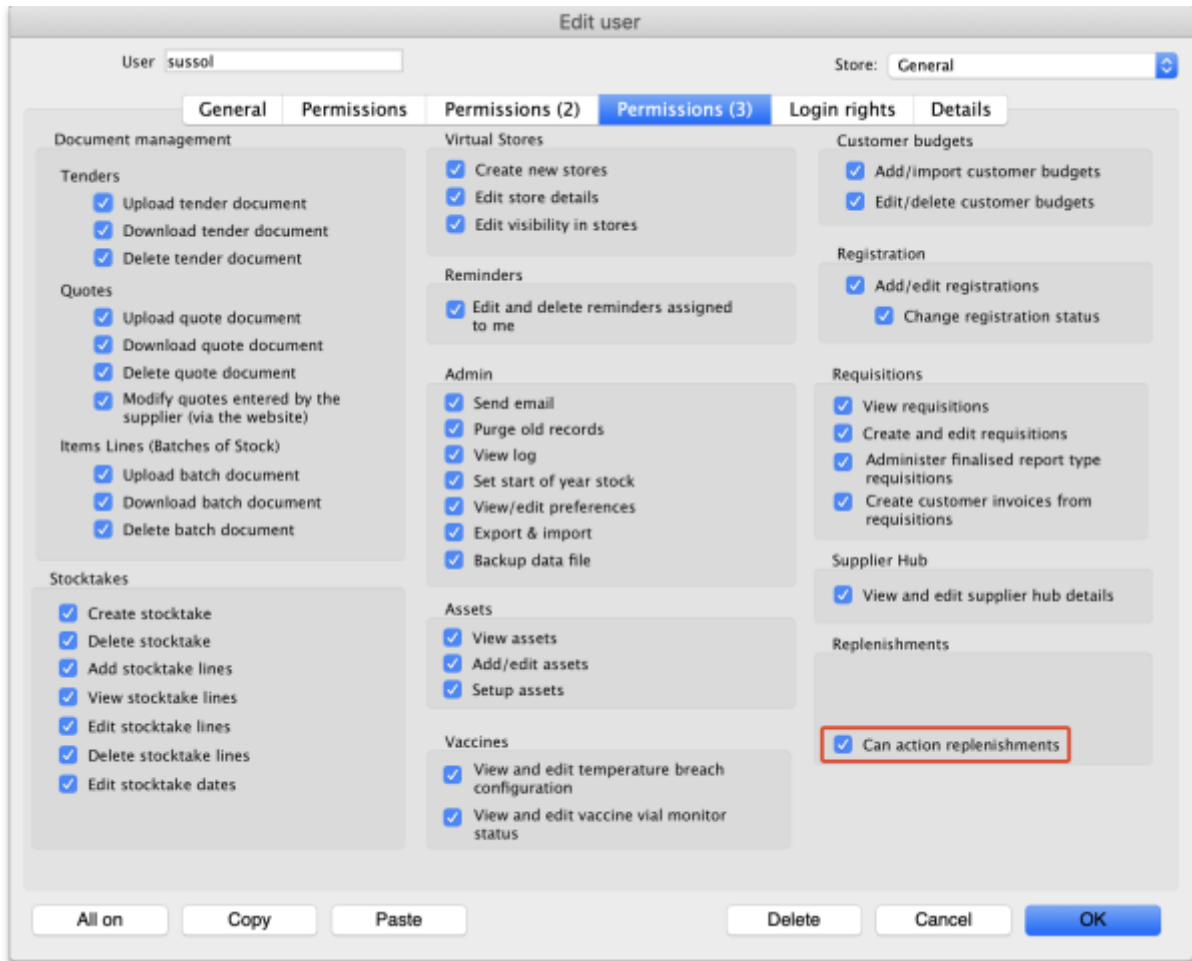 Edit user
User sussol
Store: General
General Permissions Permissions (2) Permissions (3) Login rights Details
Document management
Tenders
Upload tender document
Download tender document
Delete tender document
Quotes
Upload quote document
Download quote document
Delete quote document
Modify quotes entered by the
supplier (via the website)
Items Lines (Batches of Stock)
Upload batch document
Download batch document
Delete batch document
Stocktakes
Create stocktake
Delete stocktake
Add stocktake lines
View stocktake lines
Edit stocktake lines
Delete stocktake lines
Edit stocktake dates
Virtual Stores
Create new stores
Edit store details
Edit visibility in stores
Reminders
Edit and delete reminders assigned
to me
Admin
Send email
Purge old records
View log
Set start of year stock
View/edit preferences
Export & import
Backup data file
Assets
View assets
Add/edit assets
Setup assets
Vaccines
View and edit temperature breach
configuration
View and edit vaccine vial monitor
status
Customer budgets
Add/import customer budgets
Edit/delete customer budgets
Registration
Add/edit registrations
Change registration status
Requisitions
View requisitions
Create and edit requisitions
Administer finalised report type
requisitions
Create customer invoices from
requisitions
Supplier Hub
View and edit supplier hub details
Replenishments
Can action replenishments
All on Copy Paste Delete Cancel OK